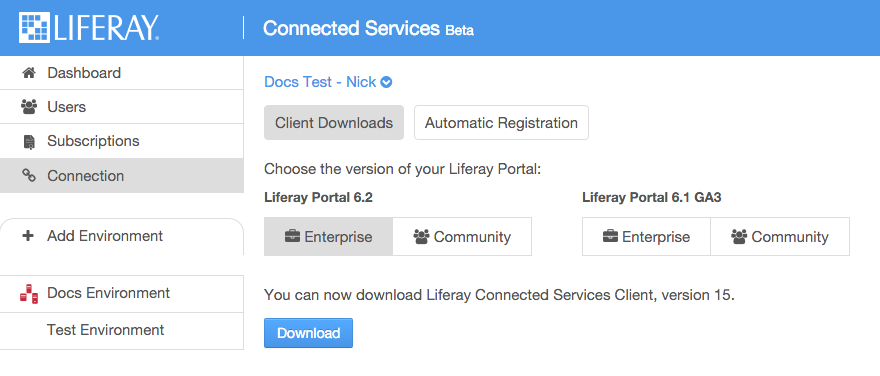 LIFERAY.
Connected Services Beta
Dashboard
Users
Subscriptions
Connection
Add Environment
Docs Environment
Test Environment
Docs Test - Nick
Client Downloads
Automatic Registration
Choose the version of your Liferay Portal:
Liferay Portal 6.2
Liferay Portal 6.1 GA3
Enterprise
Community
Enterprise
Community
You can now download Liferay Connected Services Client, version 15.
Download